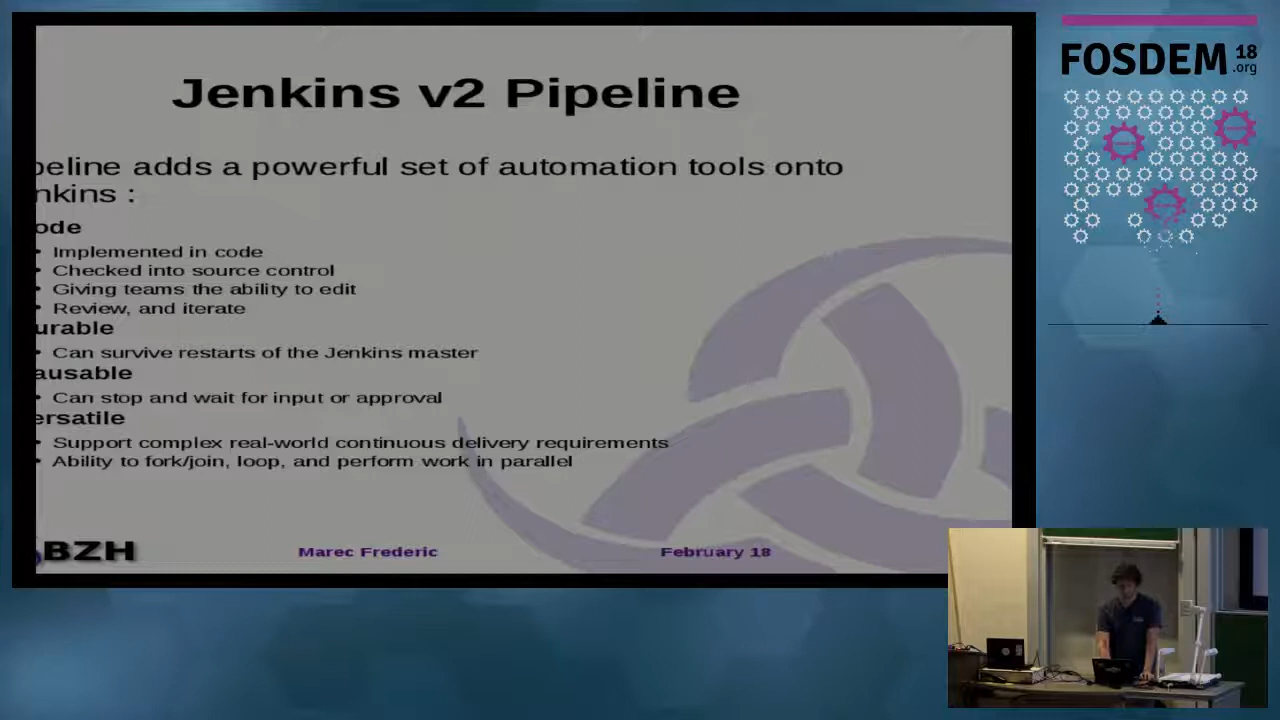 Jenkins v2 Pipeline
peline adds a powerful set of automation tools onto
nkins :
ode
• Implemented in code
• Checked into source control
• Giving teams the ability to edit
• Review, and iterate
urable
• Can survive restarts of the Jenkins master
ausable
• Can stop and wait for input or approval
ersatile
• Support complex real-world continuous delivery requirements
• Ability to fork/join, loop, and perform work in parallel
BZH
Marec Frederic
February 18
FOSDEM 18
.org